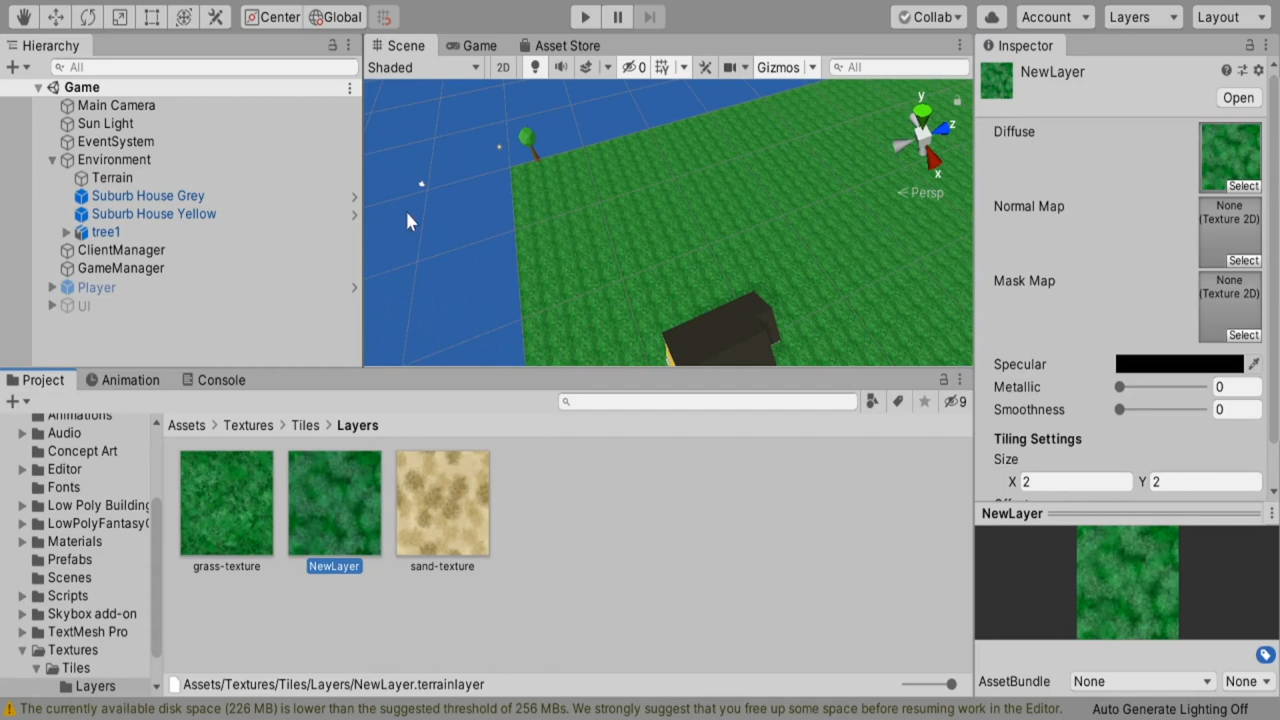 Center Global Collab Account Layers Layout
Hierarchy
All
Game
Main Camera
Sun Light
EventSystem
Environment
Terrain
Suburb House Grey
Suburb House Yellow
tree1
ClientManager
GameManager
Player
UI
Scene Game Asset Store
Shaded 2D 0 Gizmos All
y
z
x
Persp
Inspector
NewLayer
Open
Diffuse
Select
Normal Map
None
(Texture 2D)
Select
Mask Map
None
(Texture 2D)
Select
Specular
Metallic 0
Smoothness 0
Tiling Settings
Size
X 2 Y 2
NewLayer
AssetBundle None None
Project Animation Console
9
Animations
Audio
Concept Art
Editor
Fonts
Low Poly Building
LowPolyFantasy
Materials
Prefabs
Scenes
Scripts
Skybox add-on
TextMesh Pro
Textures
Tiles
Layers
Assets > Textures > Tiles > Layers
grass-texture NewLayer sand-texture
Assets/Textures/Tiles/Layers/NewLayer.terrainlayer
The currently available disk space (226 MB) is lower than the suggested threshold of 256 MBs. We strongly suggest that you free up some space before resuming work in the Editor.
Auto Generate Lighting Off